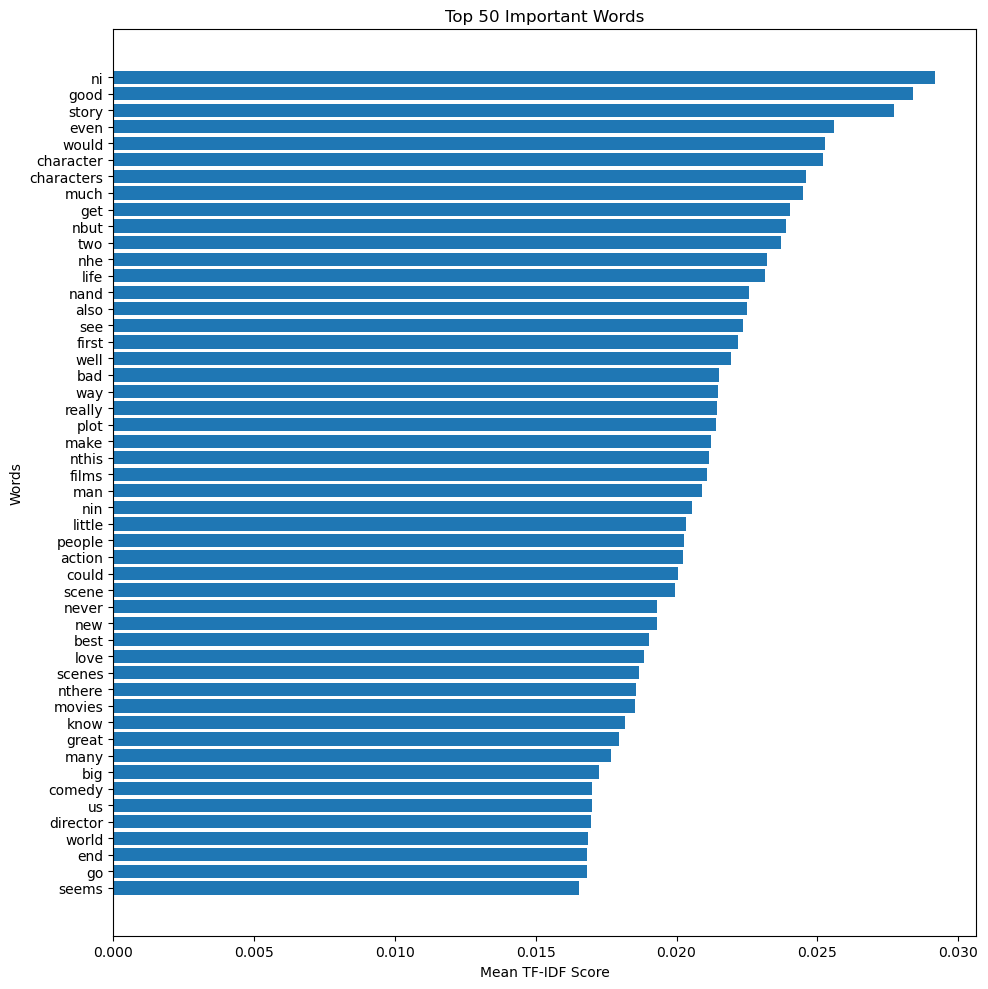 Top 50 Important Words
ni
good
story
even
would
character
characters
much
get
nbut
two
nhe
life
nand
also
see
first
well
bad
way
really
plot
make
nthis
films
man
nin
little
people
action
could
scene
never
new
best
love
scenes
nthere
movies
know
great
many
big
comedy
us
director
world
end
go
seems
Words
0.000 0.005 0.010 0.015 0.020 0.025 0.030
Mean TF-IDF Score